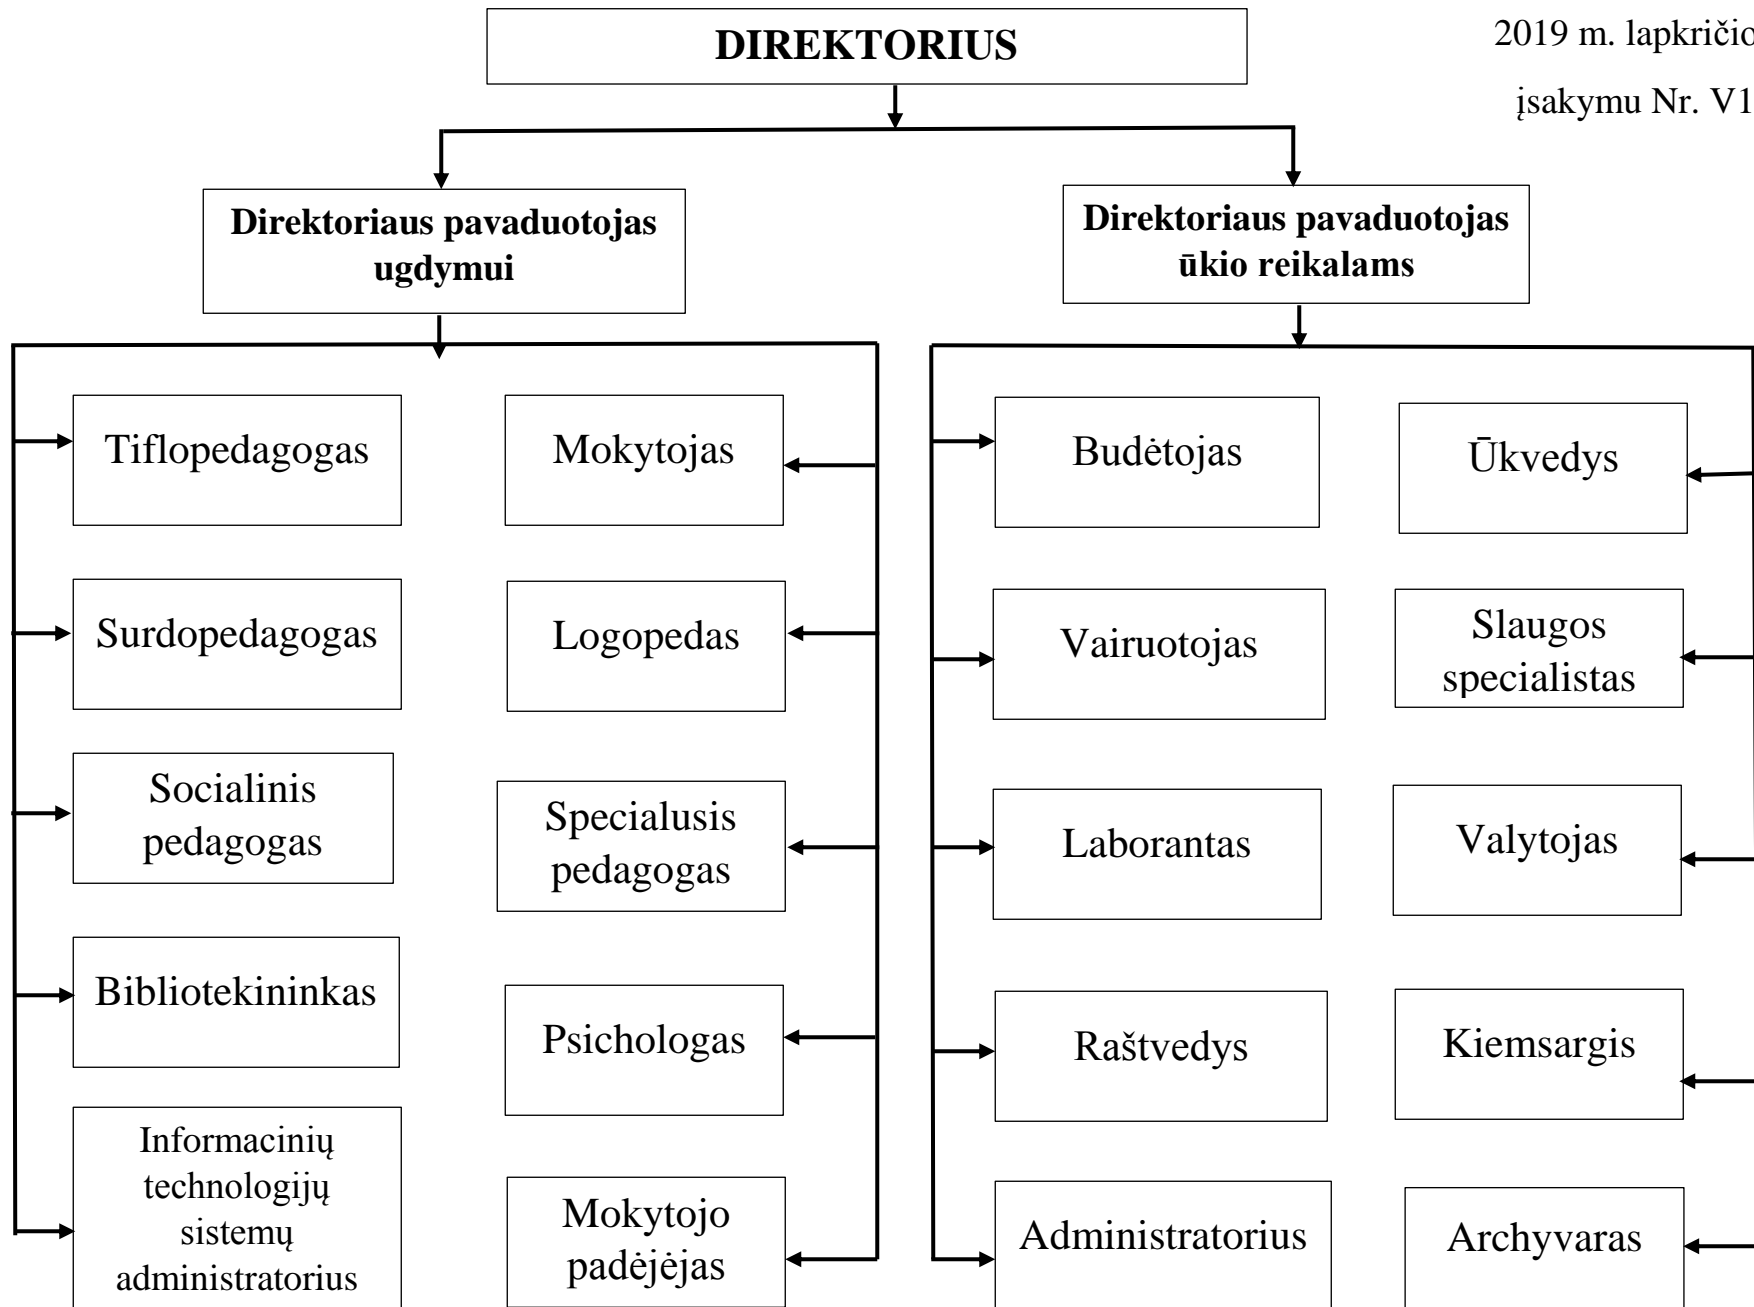 DIREKTORIUS
2019 m. lapkričio
įsakymu Nr. V1
Direktoriaus pavaduotojas
ugdymui
Direktoriaus pavaduotojas
ūkio reikalams
Tiflopedagogas
Mokytojas
Budėtojas
Ūkvedys
Surdopedagogas
Logopedas
Vairuotojas
Slaugos
specialistas
Socialinis
pedagogas
Specialusis
pedagogas
Laborantas
Valytojas
Bibliotekininkas
Psichologas
Raštvedys
Kiemsargis
Informacinių
technologijų
sistemų
administratorius
Mokytojo
padėjėjas
Administratorius
Archyvaras